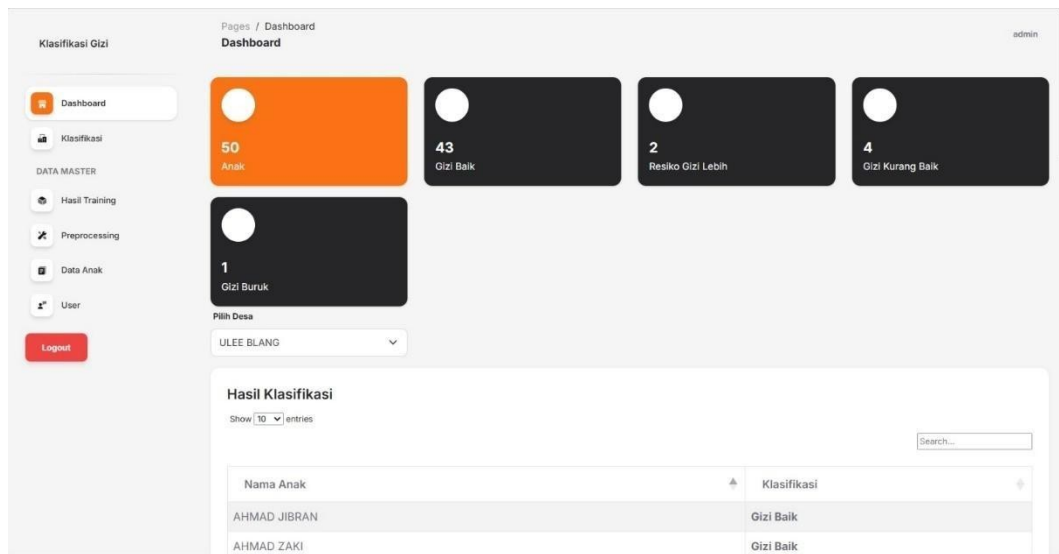 Klasifikasi Gizi
Dashboard
Klasifikasi
DATA MASTER
Hasil Training
Preprocessing
Data Anak
User
Logout
Pages / Dashboard
Dashboard
admin
50
Anak
43
Gizi Baik
2
Resiko Gizi Lebih
4
Gizi Kurang Baik
1
Gizi Buruk
Pilih Desa
ULEE BLANG
Hasil Klasifikasi
Show 10 entries
Search...
Nama Anak Klasifikasi
AHMAD JIBRAN Gizi Baik
AHMAD ZAKI Gizi Baik